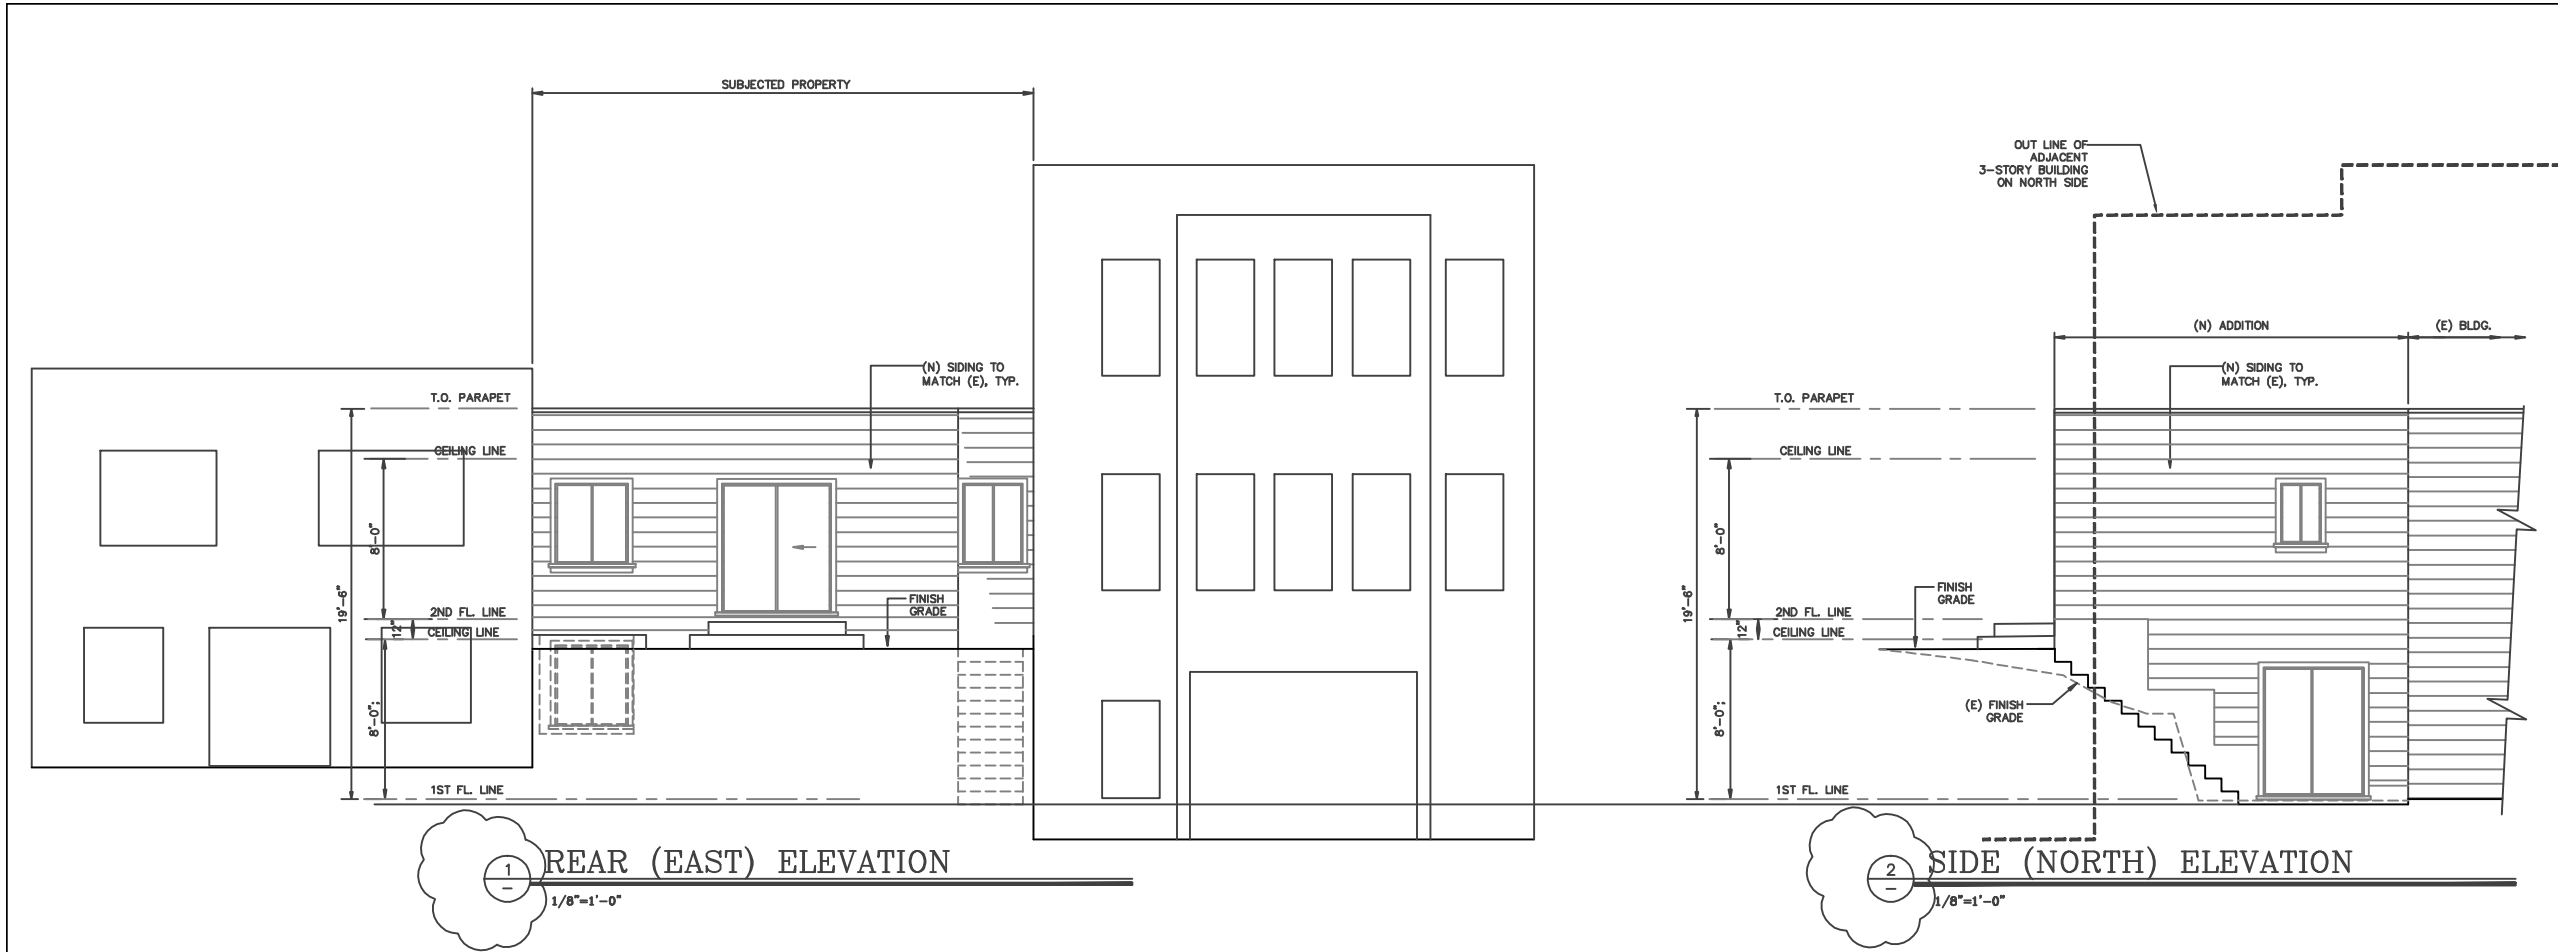 SUBJECTED PROPERTY
(N) SIDING TO
MATCH (E), TYP.
T.O. PARAPET
CEILING LINE
8'-0"
19'-6"
2ND FL. LINE
12"
CEILING LINE
FINISH
GRADE
8'-0";
1ST FL. LINE
1
REAR (EAST) ELEVATION
1/8"=1'-0"
OUT LINE OF
ADJACENT
3-STORY BUILDING
ON NORTH SIDE
(N) ADDITION
(E) BLDG.
(N) SIDING TO
MATCH (E), TYP.
T.O. PARAPET
CEILING LINE
8'-0"
19'-6"
FINISH
GRADE
2ND FL. LINE
12"
CEILING LINE
(E) FINISH
GRADE
8'-0";
1ST FL. LINE
2
SIDE (NORTH) ELEVATION
1/8"=1'-0"